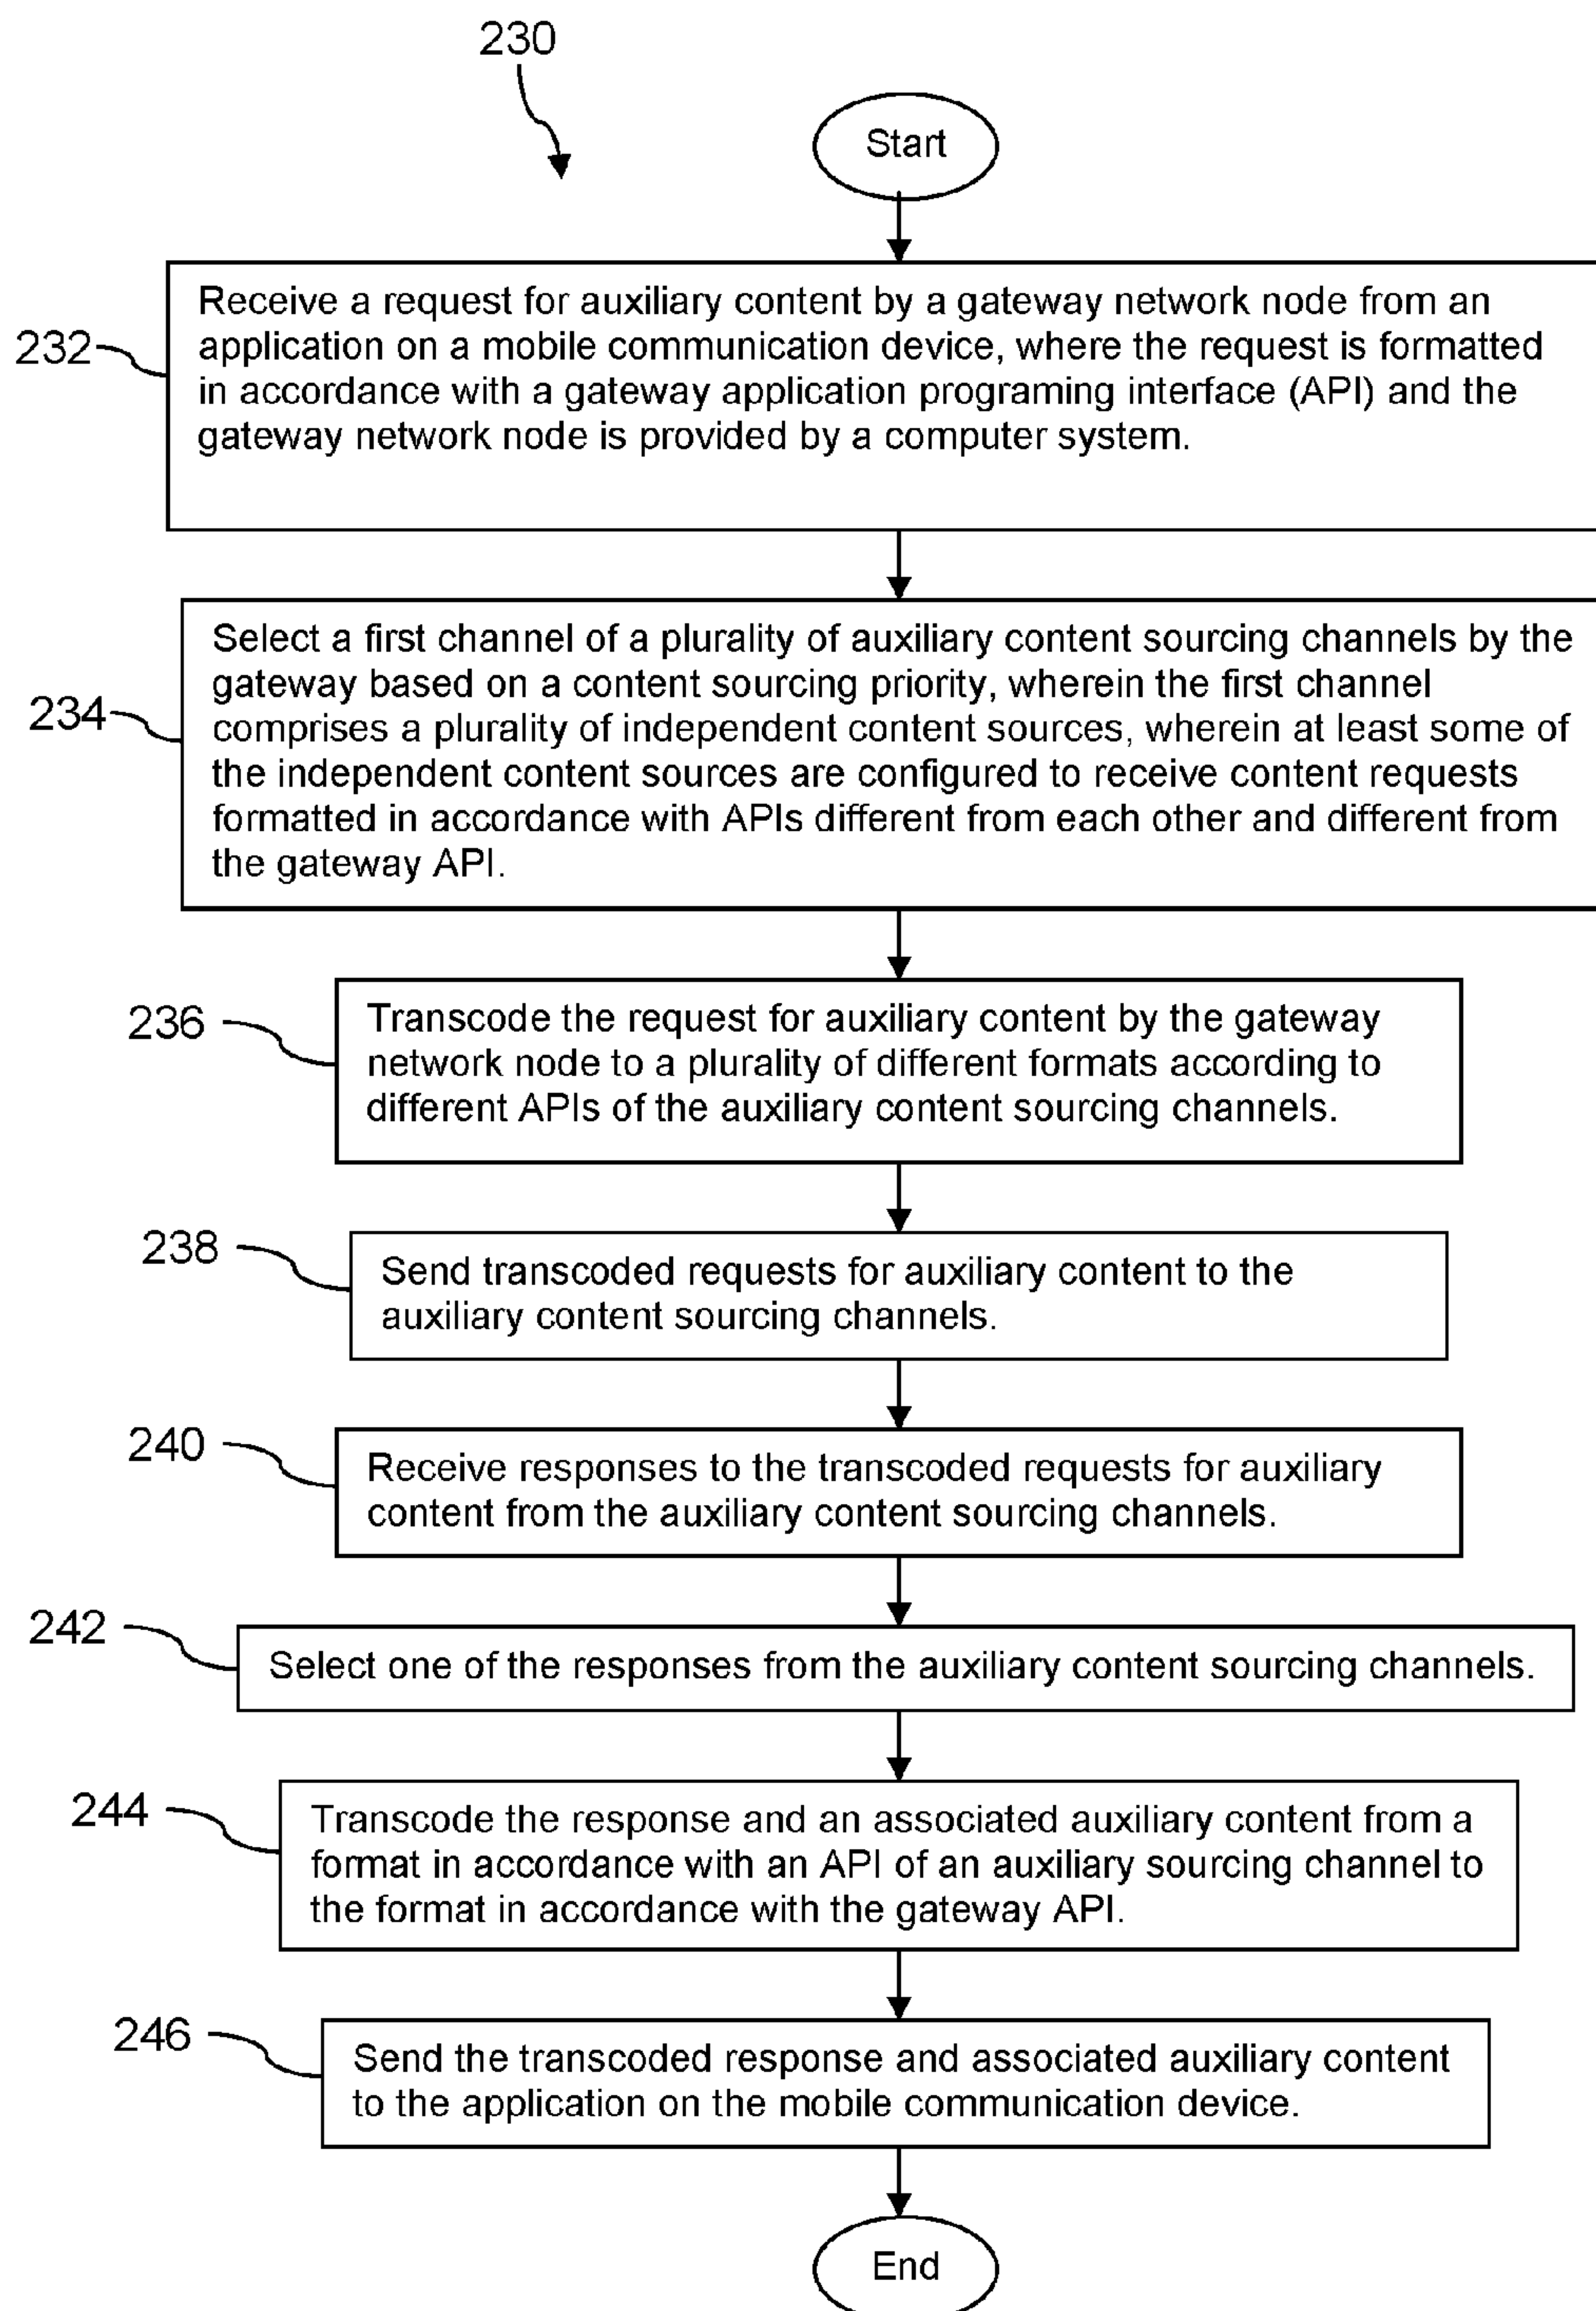 230
Start
232
Receive a request for auxiliary content by a gateway network node from an
application on a mobile communication device, where the request is formatted
in accordance with a gateway application programing interface (API) and the
gateway network node is provided by a computer system.
234
Select a first channel of a plurality of auxiliary content sourcing channels by the
gateway based on a content sourcing priority, wherein the first channel
comprises a plurality of independent content sources, wherein at least some of
the independent content sources are configured to receive content requests
formatted in accordance with APIs different from each other and different from
the gateway API.
236
Transcode the request for auxiliary content by the gateway
network node to a plurality of different formats according to
different APIs of the auxiliary content sourcing channels.
238
Send transcoded requests for auxiliary content to the
auxiliary content sourcing channels.
240
Receive responses to the transcoded requests for auxiliary
content from the auxiliary content sourcing channels.
242
Select one of the responses from the auxiliary content sourcing channels.
244
Transcode the response and an associated auxiliary content from a
format in accordance with an API of an auxiliary sourcing channel to
the format in accordance with the gateway API.
246
Send the transcoded response and associated auxiliary content
to the application on the mobile communication device.
End